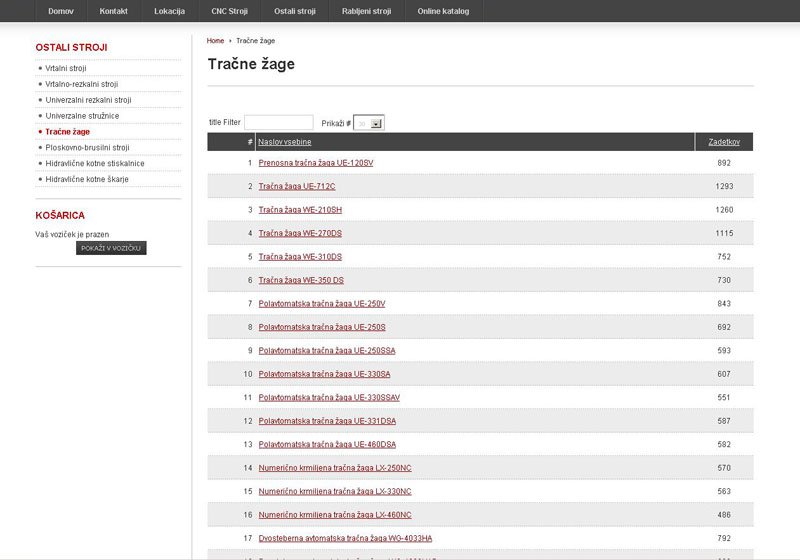 Domov Kontakt Lokacija CNC Stroji Ostali stroji Rabljeni stroji Online katalog
OSTALI STROJI
Vrtalni stroji
Vrtalno-rezkalni stroji
Univerzalni rezkalni stroji
Univerzalne stružnice
Tračne žage
Ploskovno-brusilni stroji
Hidravlične kotne stiskalnice
Hidravlične kotne škarje
KOŠARICA
Vaš voziček je prazen
POKAŽI V VOZIČKU
Home Tračne žage
Tračne žage
title Filter Prikaži # 30
# Naslov vsebine Zadetkov
1 Prenosna tračna žaga UE-120SV 892
2 Tračna žaga UE-712C 1293
3 Tračna žaga WE-210SH 1260
4 Tračna žaga WE-270DS 1115
5 Tračna žaga WE-310DS 752
6 Tračna žaga WE-350 DS 730
7 Polavtomatska tračna žaga UE-250V 843
8 Polavtomatska tračna žaga UE-250S 692
9 Polavtomatska tračna žaga UE-250SSA 593
10 Polavtomatska tračna žaga UE-330SA 607
11 Polavtomatska tračna žaga UE-330SSAV 551
12 Polavtomatska tračna žaga UE-331DSA 587
13 Polavtomatska tračna žaga UE-460DSA 582
14 Numerično krmiljena tračna žaga LX-250NC 570
15 Numerično krmiljena tračna žaga LX-330NC 563
16 Numerično krmiljena tračna žaga LX-460NC 486
17 Dvosteberna avtomatska tračna žaga WG-4033HA 792